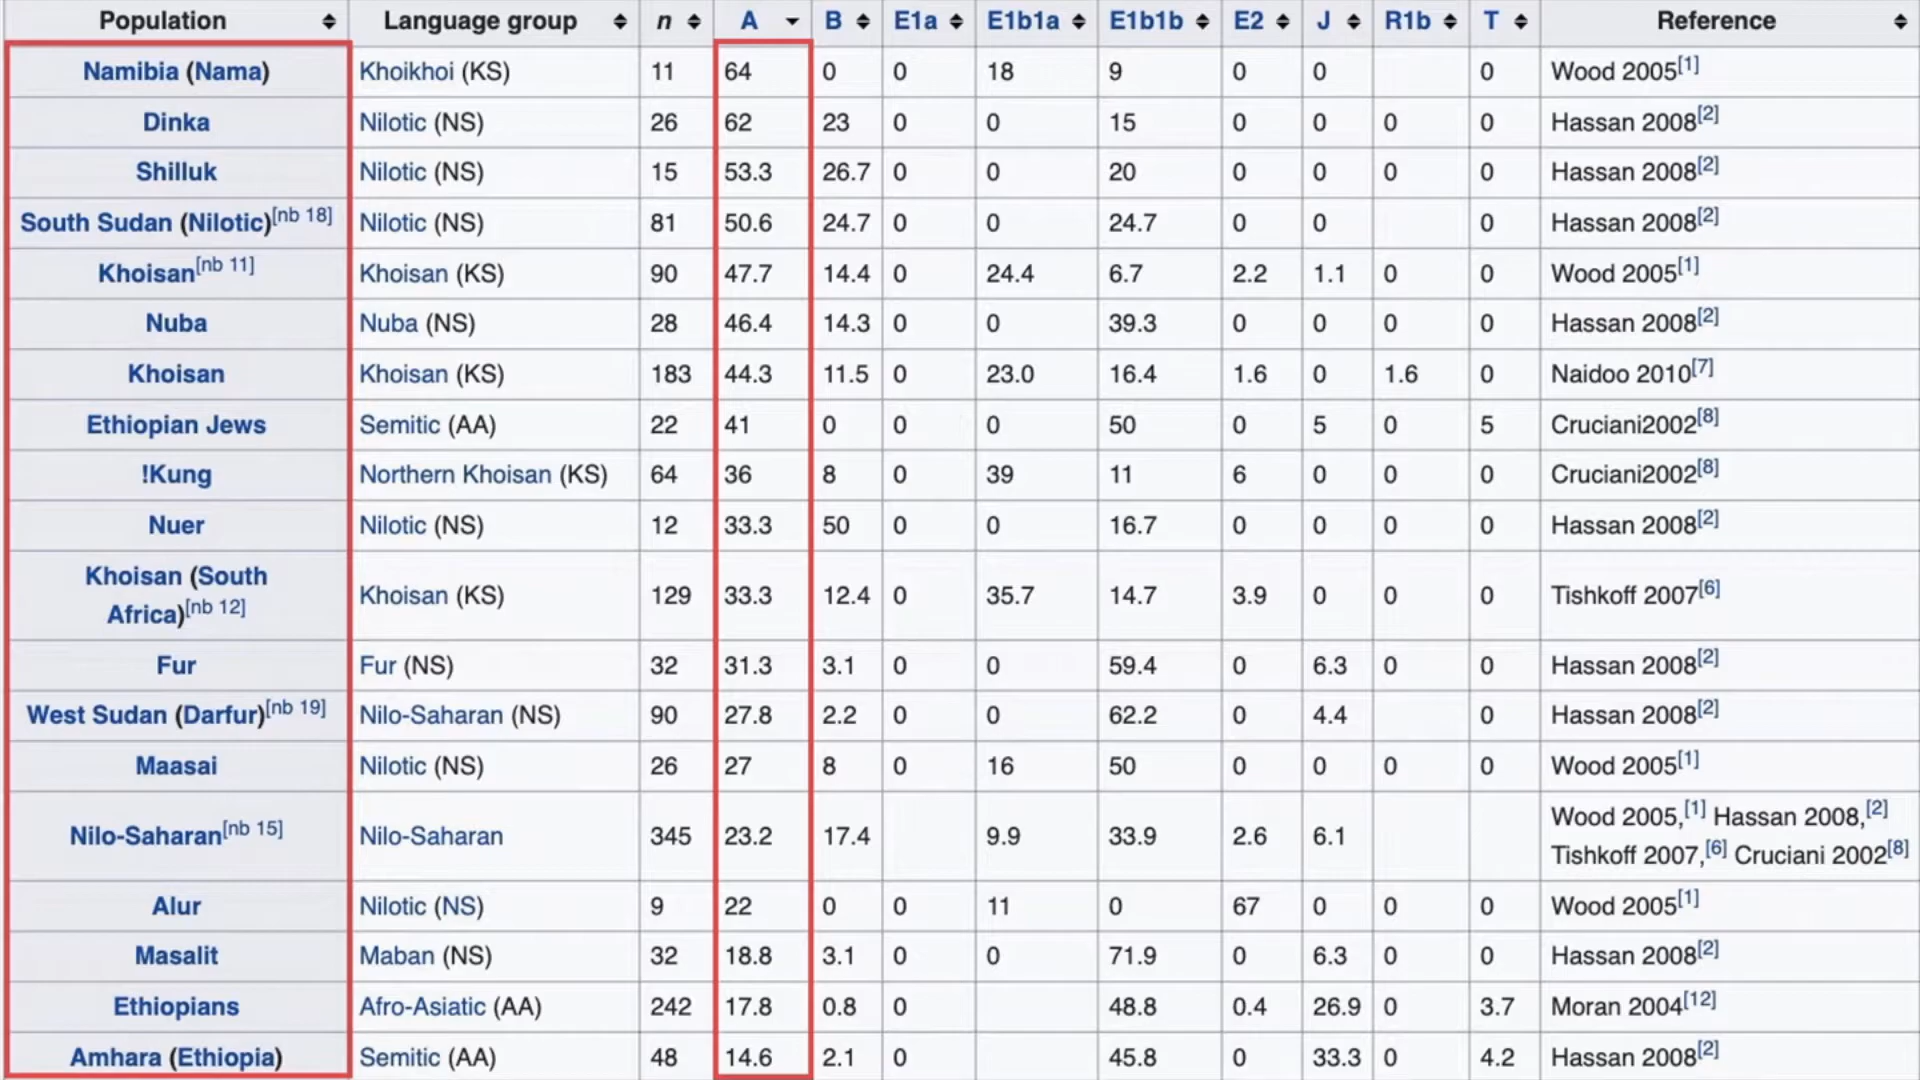 Population Language group n A B E1a E1b1a E1b1b E2 J R1b T Reference
Namibia (Nama) Khoikhoi (KS) 11 64 0 0 18 9 0 0 0 Wood 2005[1]
Dinka Nilotic (NS) 26 62 23 0 0 15 0 0 0 0 Hassan 2008[2]
Shilluk Nilotic (NS) 15 53.3 26.7 0 0 20 0 0 0 0 Hassan 2008[2]
South Sudan (Nilotic)[nb 18] Nilotic (NS) 81 50.6 24.7 0 0 24.7 0 0 0 Hassan 2008[2]
Khoisan[nb 11] Khoisan (KS) 90 47.7 14.4 0 24.4 6.7 2.2 1.1 0 0 Wood 2005[1]
Nuba Nuba (NS) 28 46.4 14.3 0 0 39.3 0 0 0 0 Hassan 2008[2]
Khoisan Khoisan (KS) 183 44.3 11.5 0 23.0 16.4 1.6 0 1.6 0 Naidoo 2010[7]
Ethiopian Jews Semitic (AA) 22 41 0 0 0 50 0 5 0 5 Cruciani2002[8]
!Kung Northern Khoisan (KS) 64 36 8 0 39 11 6 0 0 0 Cruciani2002[8]
Nuer Nilotic (NS) 12 33.3 50 0 0 16.7 0 0 0 0 Hassan 2008[2]
Khoisan (South
Africa)[nb 12] Khoisan (KS) 129 33.3 12.4 0 35.7 14.7 3.9 0 0 0 Tishkoff 2007[6]
Fur Fur (NS) 32 31.3 3.1 0 0 59.4 0 6.3 0 0 Hassan 2008[2]
West Sudan (Darfur)[nb 19] Nilo-Saharan (NS) 90 27.8 2.2 0 0 62.2 0 4.4 0 Hassan 2008[2]
Maasai Nilotic (NS) 26 27 8 0 16 50 0 0 0 0 Wood 2005[1]
Nilo-Saharan[nb 15] Nilo-Saharan 345 23.2 17.4 9.9 33.9 2.6 6.1 Wood 2005,[1] Hassan 2008,[2]
Tishkoff 2007,[6] Cruciani 2002[8]
Alur Nilotic (NS) 9 22 0 0 11 0 67 0 0 0 Wood 2005[1]
Masalit Maban (NS) 32 18.8 3.1 0 0 71.9 0 6.3 0 0 Hassan 2008[2]
Ethiopians Afro-Asiatic (AA) 242 17.8 0.8 0 48.8 0.4 26.9 0 3.7 Moran 2004[12]
Amhara (Ethiopia) Semitic (AA) 48 14.6 2.1 0 45.8 0 33.3 0 4.2 Hassan 2008[2]